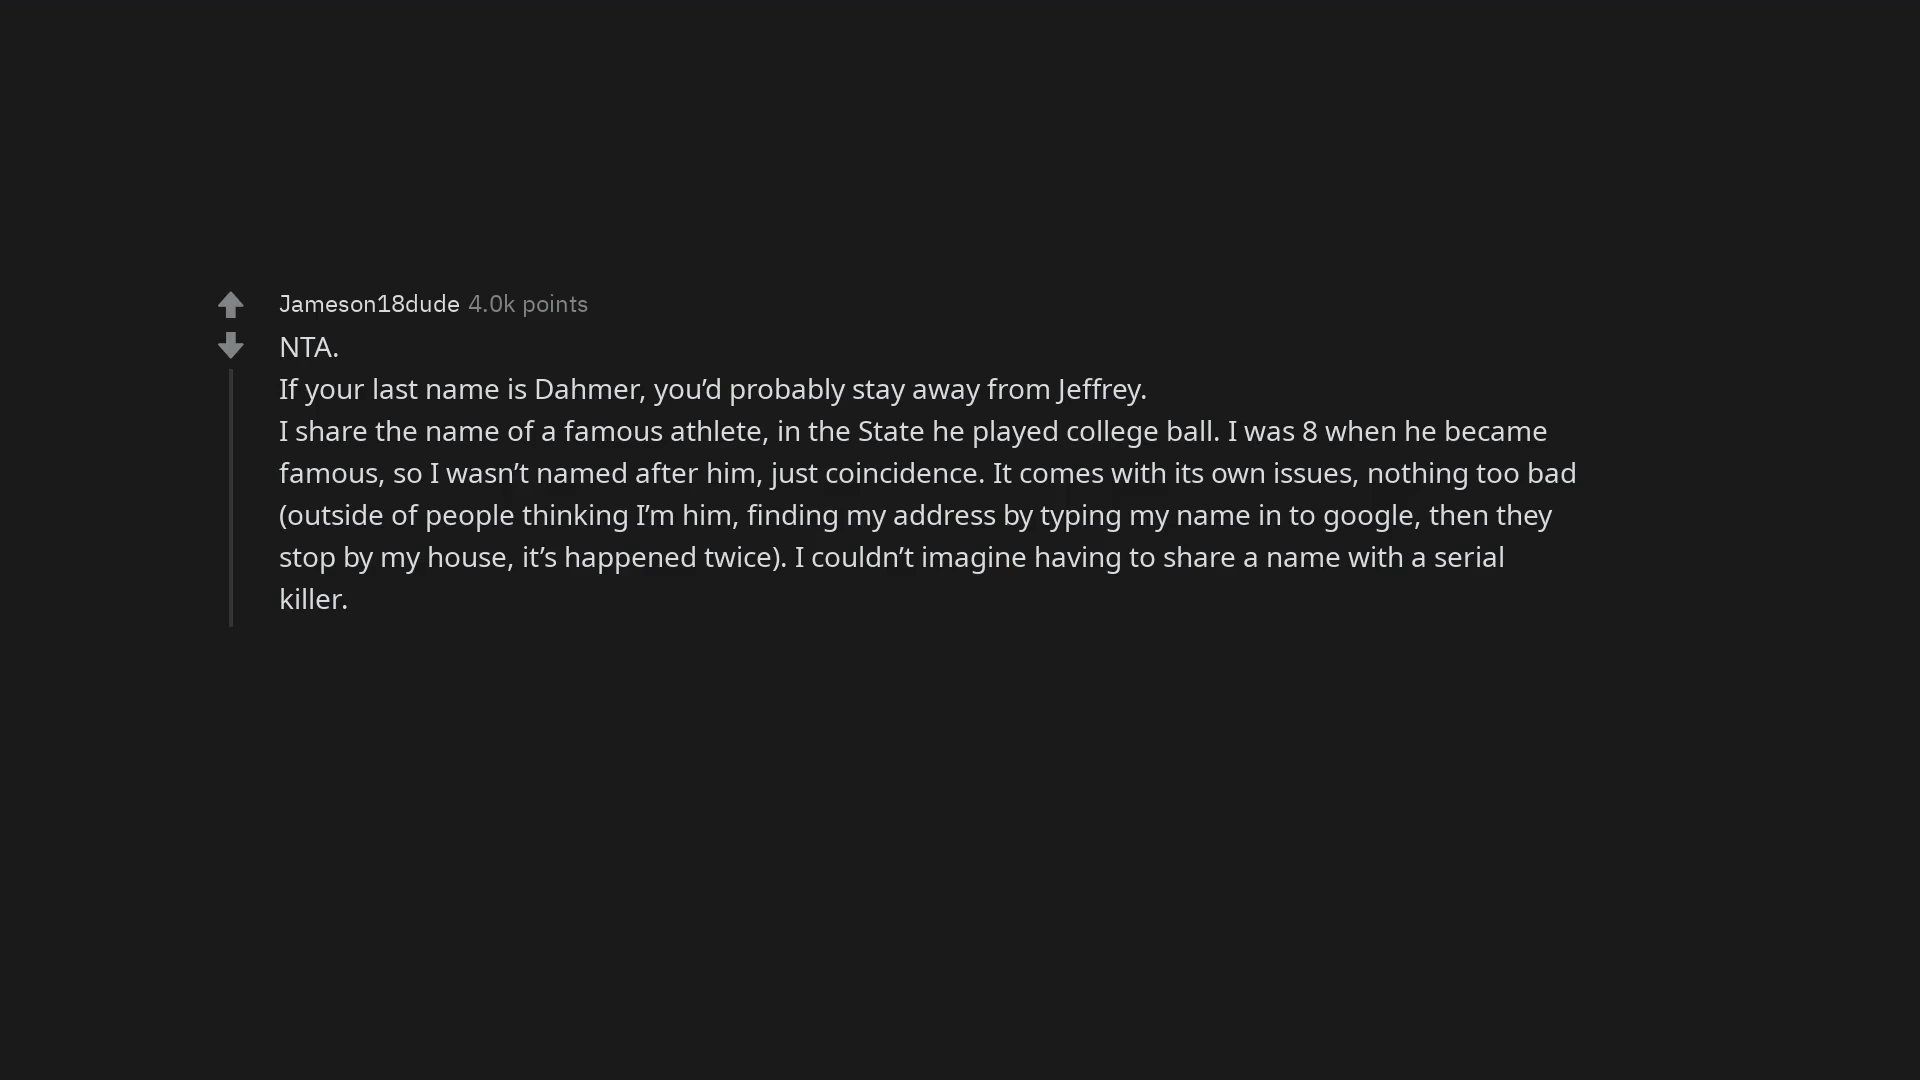 Jameson18dude 4.0k points
NTA.
If your last name is Dahmer, you’d probably stay away from Jeffrey.
I share the name of a famous athlete, in the State he played college ball. I was 8 when he became
famous, so I wasn’t named after him, just coincidence. It comes with its own issues, nothing too bad
(outside of people thinking I’m him, finding my address by typing my name in to google, then they
stop by my house, it’s happened twice). I couldn’t imagine having to share a name with a serial
killer.